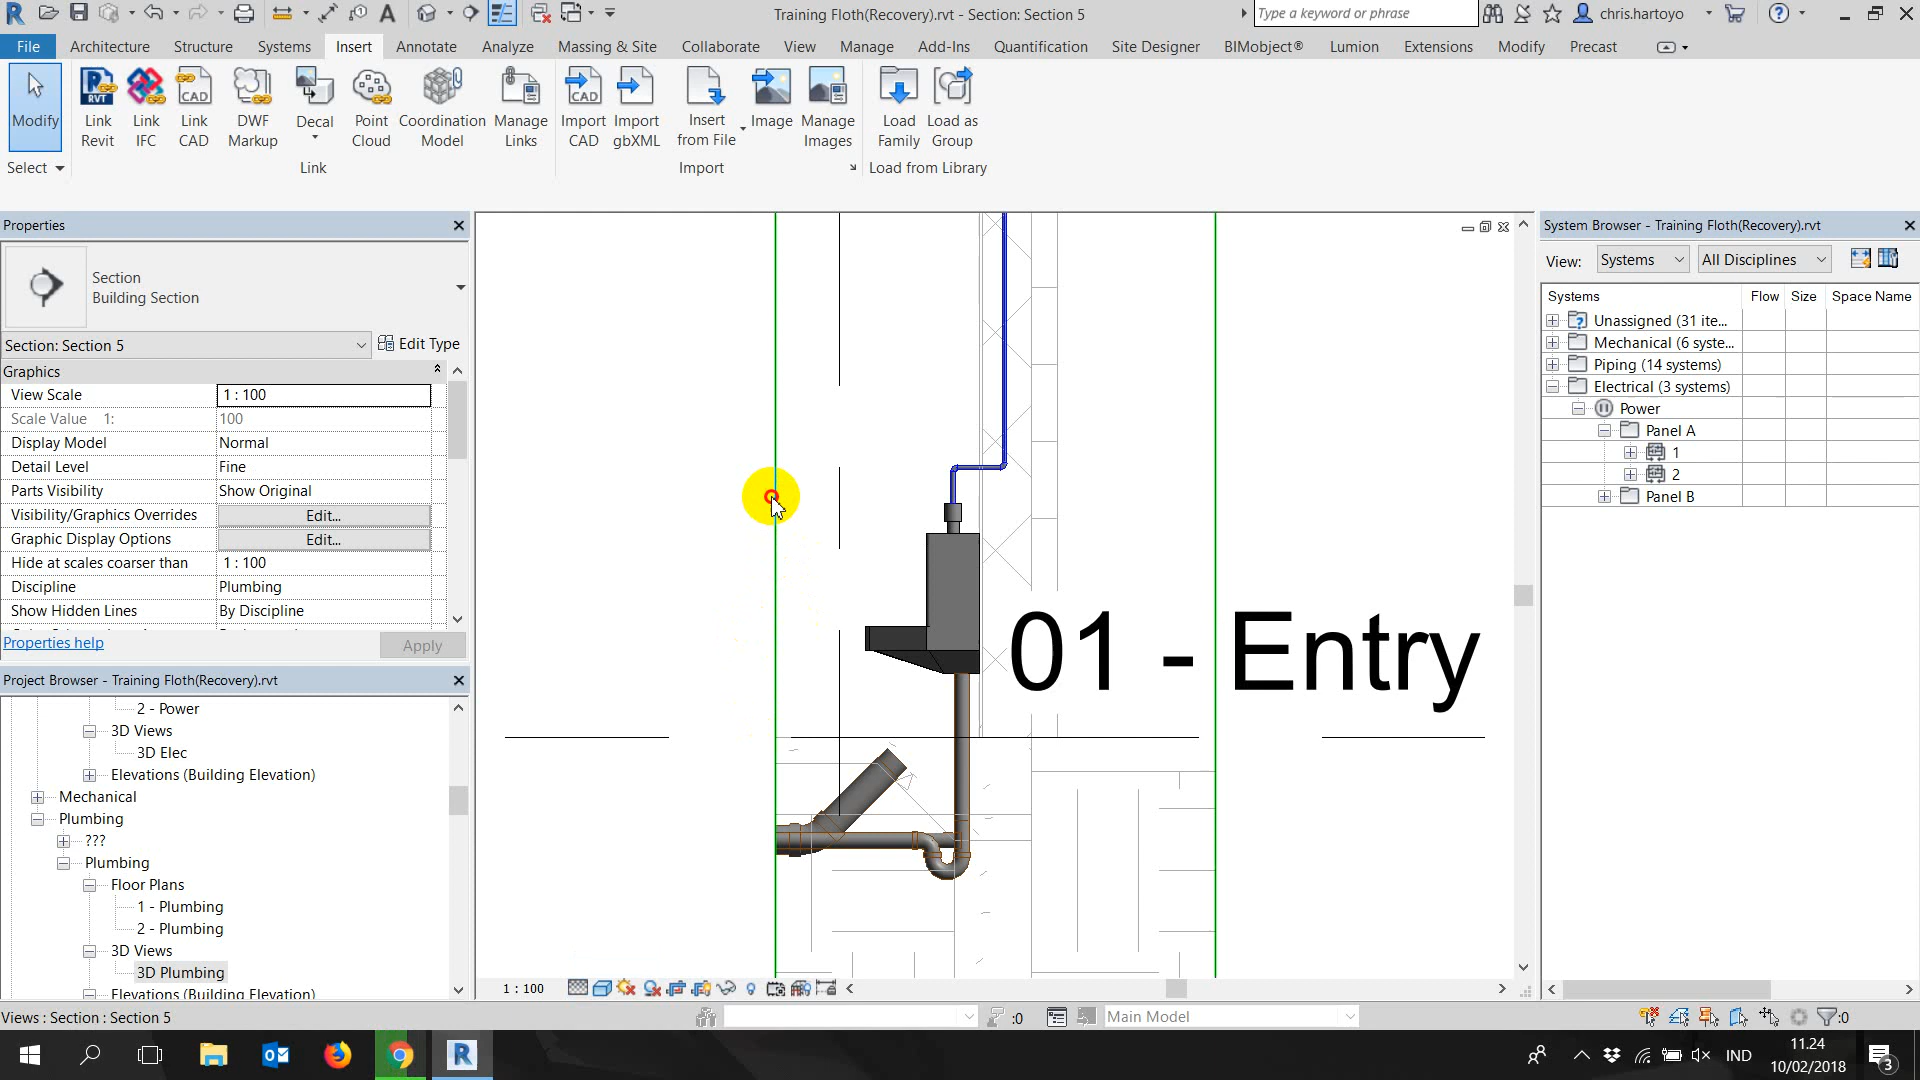 Training Floth(Recovery).rvt - Section: Section 5
Type a keyword or phrase
chris.hartoyo
File Architecture Structure Systems Insert Annotate Analyze Massing & Site Collaborate View Manage Add-Ins Quantification Site Designer BIMobject® Lumion Extensions Modify Precast
Modify
Link Revit
Link IFC
Link CAD
DWF Markup
Decal
Point Cloud
Coordination Model
Manage Links
Import CAD
Import gbXML
Insert from File
Image
Manage Images
Load Family
Load as Group
Select
Link
Import
Load from Library
Properties
Section
Building Section
Section: Section 5
Edit Type
Graphics
View Scale 1 : 100
Scale Value 1: 100
Display Model Normal
Detail Level Fine
Parts Visibility Show Original
Visibility/Graphics Overrides Edit...
Graphic Display Options Edit...
Hide at scales coarser than 1 : 100
Discipline Plumbing
Show Hidden Lines By Discipline
Properties help
Apply
Project Browser - Training Floth(Recovery).rvt
2 - Power
3D Views
3D Elec
Elevations (Building Elevation)
Mechanical
Plumbing
???
Plumbing
Floor Plans
1 - Plumbing
2 - Plumbing
3D Views
3D Plumbing
Elevations (Building Elevation)
01 - Entry
1 : 100
System Browser - Training Floth(Recovery).rvt
View: Systems All Disciplines
Systems Flow Size Space Name
Unassigned (31 ite...
Mechanical (6 syste...
Piping (14 systems)
Electrical (3 systems)
Power
Panel A
1
2
Panel B
Views : Section : Section 5
:0
Main Model
:0
IND
11.24
10/02/2018
3